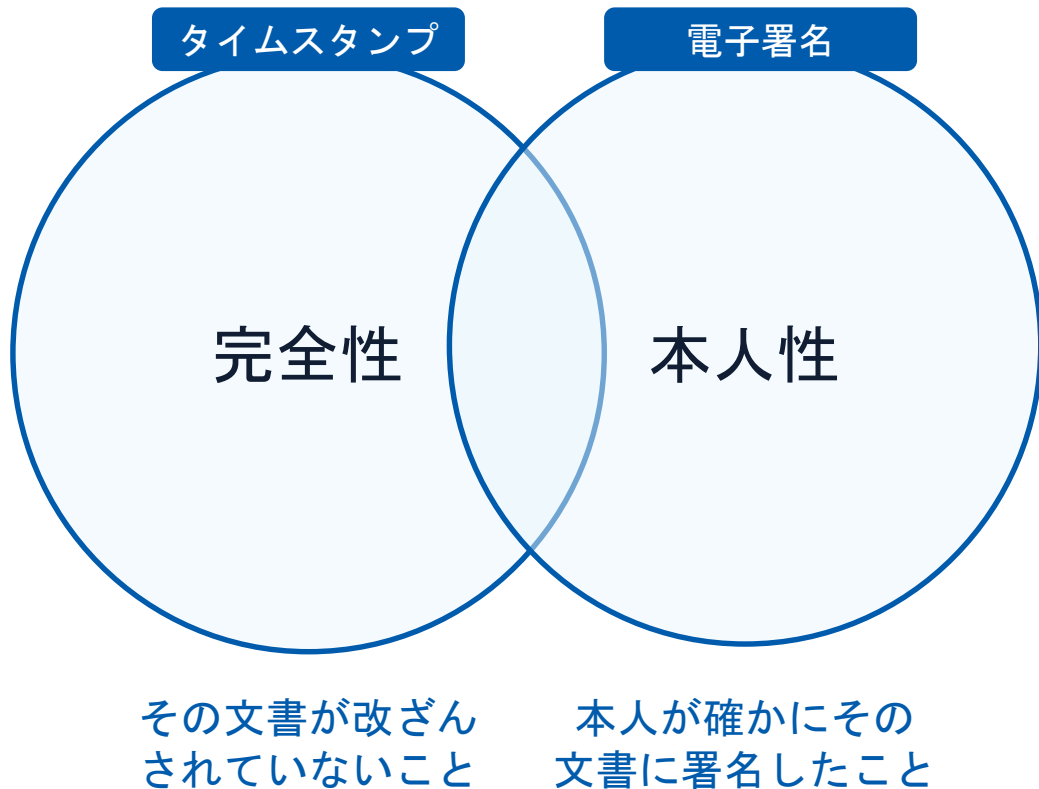 タイムスタンプ
電子署名
完全性
本人性
その文書が改ざん
されていないこと
本人が確かにその
文書に署名したこと